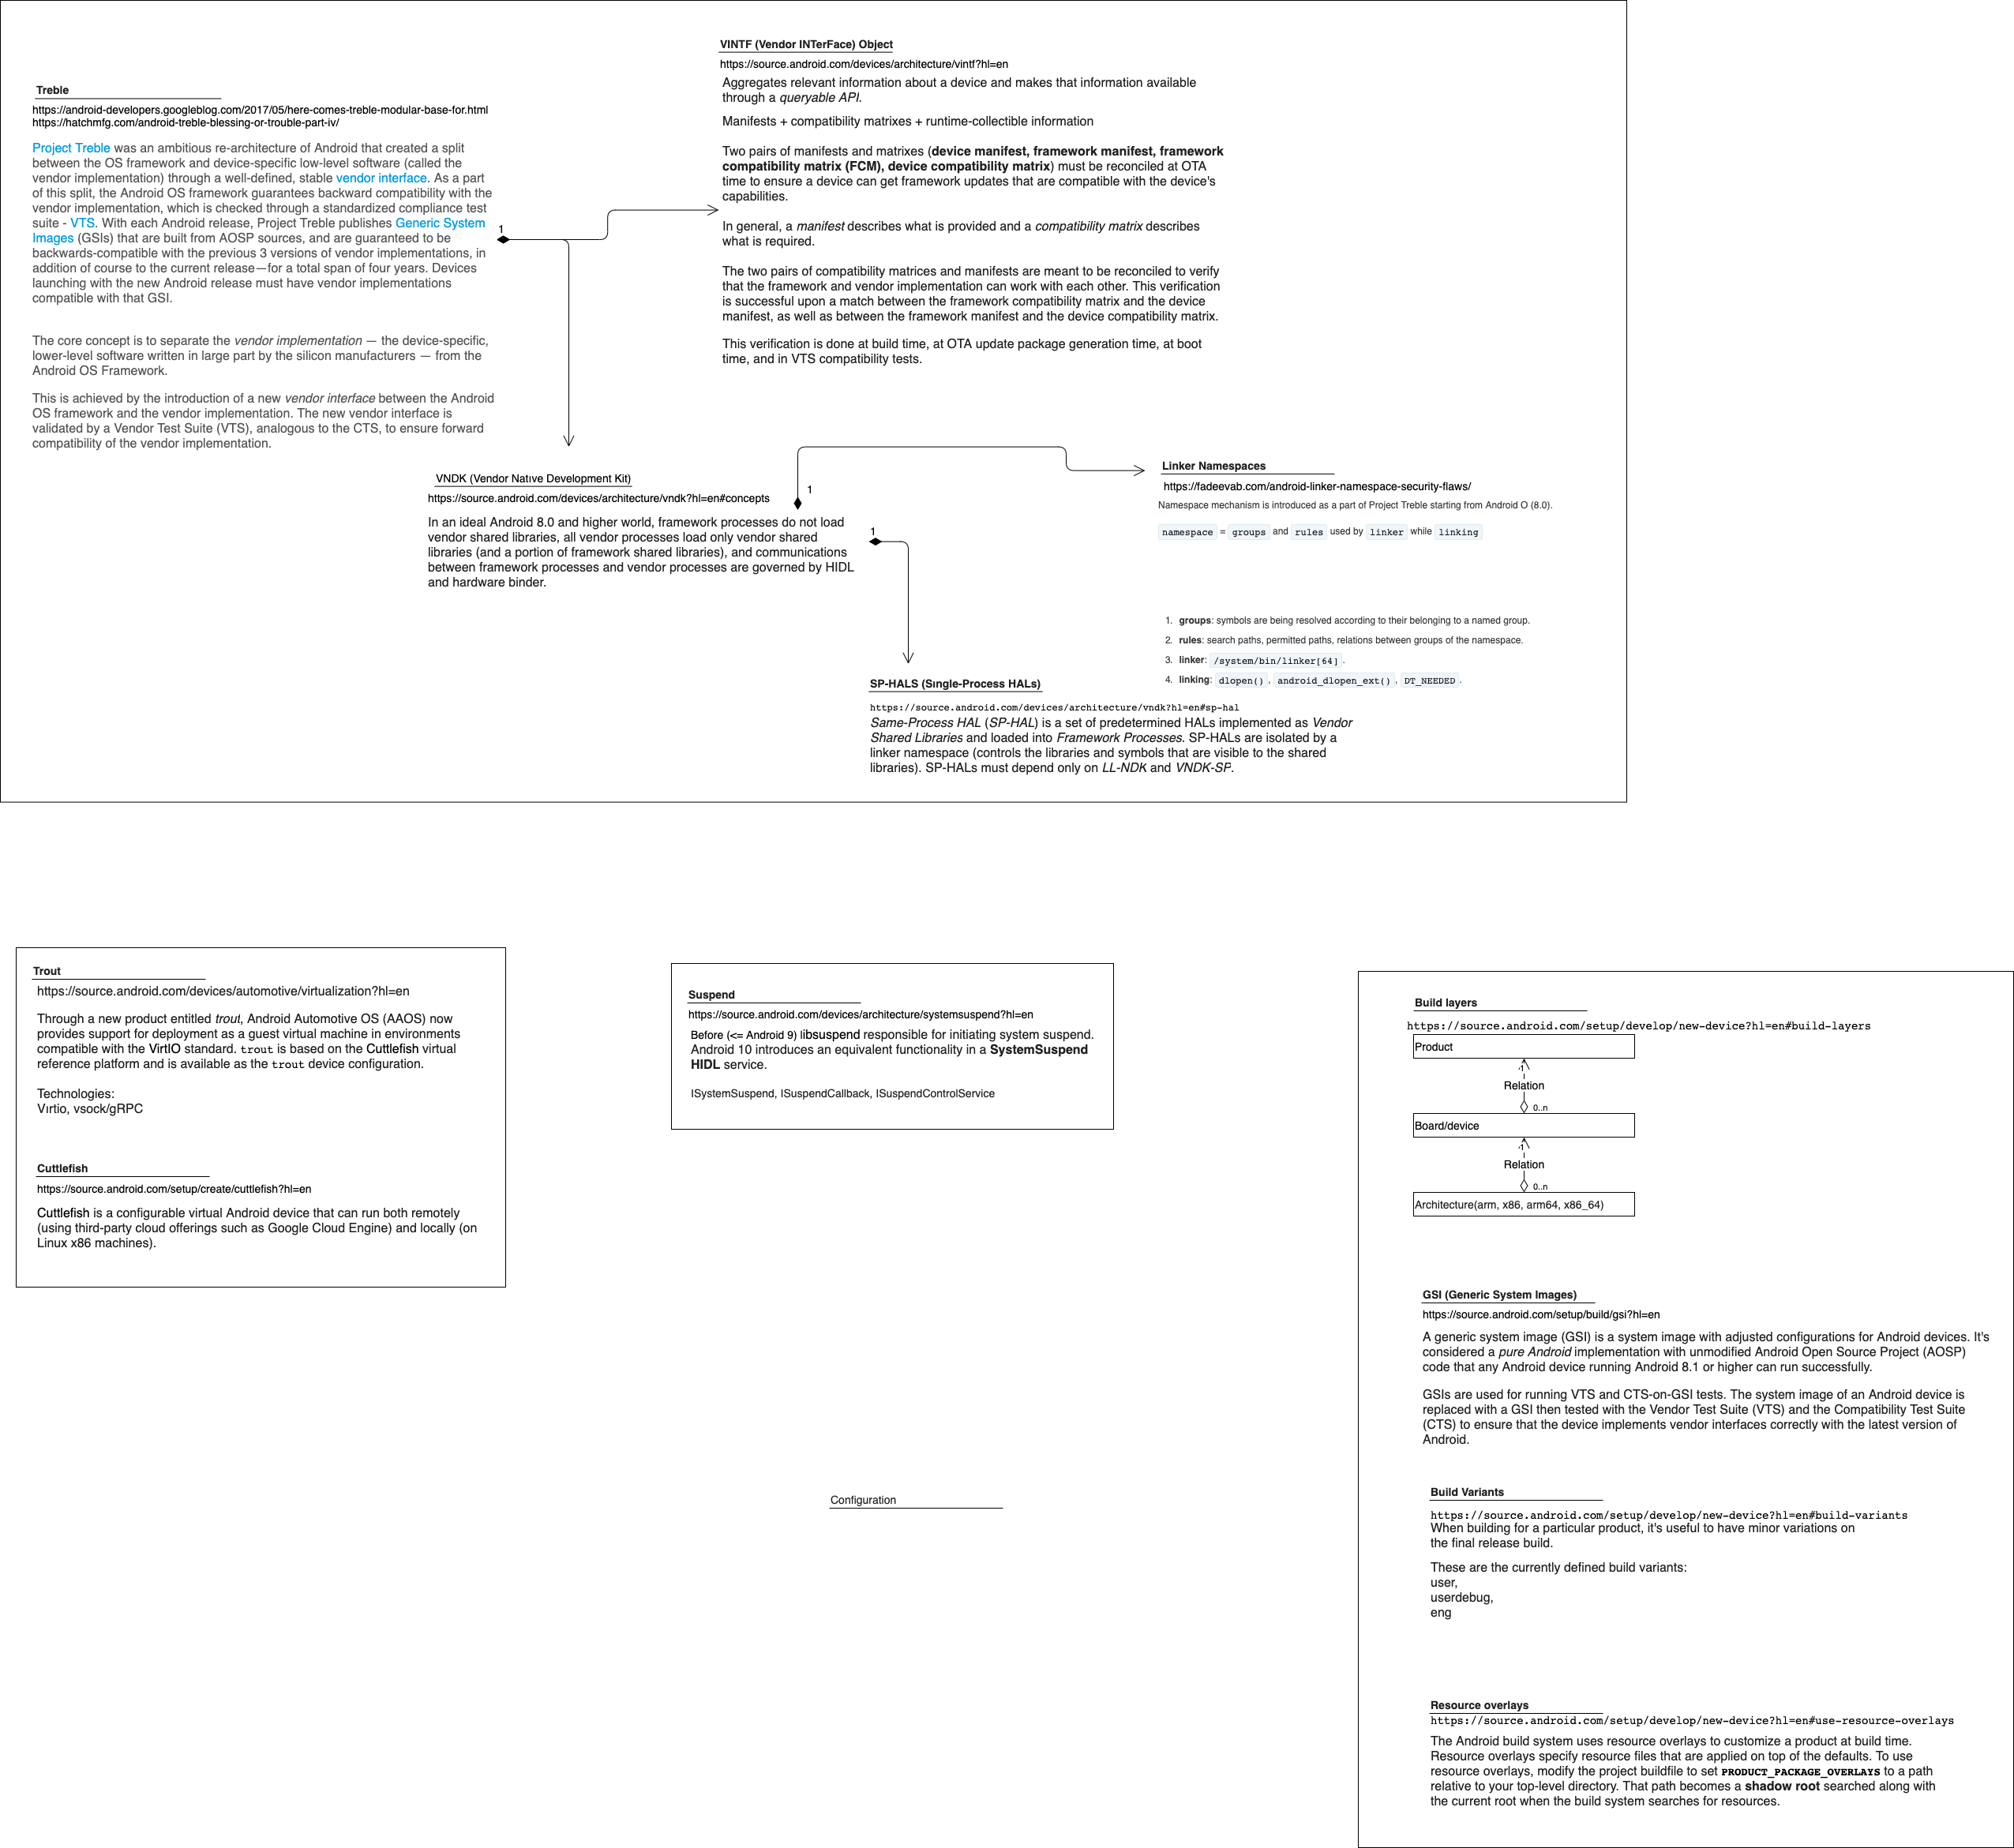 Treble
https://android-developers.googleblog.com/2017/05/here-comes-treble-modular-base-for.html
https://hatchmfg.com/android-treble-blessing-or-trouble-part-iv/
Project Treble was an ambitious re-architecture of Android that created a split
between the OS framework and device-specific low-level software (called the
vendor implementation) through a well-defined, stable vendor interface. As a part
of this split, the Android OS framework guarantees backward compatibility with the
vendor implementation, which is checked through a standardized compliance test
suite - VTS. With each Android release, Project Treble publishes Generic System
Images (GSIs) that are built from AOSP sources, and are guaranteed to be
backwards-compatible with the previous 3 versions of vendor implementations, in
addition of course to the current release—for a total span of four years. Devices
launching with the new Android release must have vendor implementations
compatible with that GSI.
The core concept is to separate the vendor implementation — the device-specific,
lower-level software written in large part by the silicon manufacturers — from the
Android OS Framework.
This is achieved by the introduction of a new vendor interface between the Android
OS framework and the vendor implementation. The new vendor interface is
validated by a Vendor Test Suite (VTS), analogous to the CTS, to ensure forward
compatibility of the vendor implementation.
1
VINTF (Vendor INTerFace) Object
https://source.android.com/devices/architecture/vintf?hl=en
Aggregates relevant information about a device and makes that information available
through a queryable API.
Manifests + compatibility matrixes + runtime-collectible information
Two pairs of manifests and matrixes (device manifest, framework manifest, framework
compatibility matrix (FCM), device compatibility matrix) must be reconciled at OTA
time to ensure a device can get framework updates that are compatible with the device's
capabilities.
In general, a manifest describes what is provided and a compatibility matrix describes
what is required.
The two pairs of compatibility matrices and manifests are meant to be reconciled to verify
that the framework and vendor implementation can work with each other. This verification
is successful upon a match between the framework compatibility matrix and the device
manifest, as well as between the framework manifest and the device compatibility matrix.
This verification is done at build time, at OTA update package generation time, at boot
time, and in VTS compatibility tests.
VNDK (Vendor Native Development Kit)
https://source.android.com/devices/architecture/vndk?hl=en#concepts
1
In an ideal Android 8.0 and higher world, framework processes do not load
vendor shared libraries, all vendor processes load only vendor shared
libraries (and a portion of framework shared libraries), and communications
between framework processes and vendor processes are governed by HIDL
and hardware binder.
1
Linker Namespaces
https://fadeevab.com/android-linker-namespace-security-flaws/
Namespace mechanism is introduced as a part of Project Treble starting from Android O (8.0).
namespace = groups and rules used by linker while linking
1. groups: symbols are being resolved according to their belonging to a named group.
2. rules: search paths, permitted paths, relations between groups of the namespace.
3. linker: /system/bin/linker[64].
4. linking: dlopen(), android_dlopen_ext(), DT_NEEDED.
SP-HALS (Single-Process HALs)
https://source.android.com/devices/architecture/vndk?hl=en#sp-hal
Same-Process HAL (SP-HAL) is a set of predetermined HALs implemented as Vendor
Shared Libraries and loaded into Framework Processes. SP-HALs are isolated by a
linker namespace (controls the libraries and symbols that are visible to the shared
libraries). SP-HALs must depend only on LL-NDK and VNDK-SP.
Trout
https://source.android.com/devices/automotive/virtualization?hl=en
Through a new product entitled trout, Android Automotive OS (AAOS) now
provides support for deployment as a guest virtual machine in environments
compatible with the VirtIO standard. trout is based on the Cuttlefish virtual
reference platform and is available as the trout device configuration.
Technologies:
Virtio, vsock/gRPC
Cuttlefish
https://source.android.com/setup/create/cuttlefish?hl=en
Cuttlefish is a configurable virtual Android device that can run both remotely
(using third-party cloud offerings such as Google Cloud Engine) and locally (on
Linux x86 machines).
Suspend
https://source.android.com/devices/architecture/systemsuspend?hl=en
Before (<= Android 9) libsuspend responsible for initiating system suspend.
Android 10 introduces an equivalent functionality in a SystemSuspend
HIDL service.
ISystemSuspend, ISuspendCallback, ISuspendControlService
Configuration
Build layers
https://source.android.com/setup/develop/new-device?hl=en#build-layers
Product
1
Relation
0..n
Board/device
1
Relation
0..n
Architecture(arm, x86, arm64, x86_64)
GSI (Generic System Images)
https://source.android.com/setup/build/gsi?hl=en
A generic system image (GSI) is a system image with adjusted configurations for Android devices. It's
considered a pure Android implementation with unmodified Android Open Source Project (AOSP)
code that any Android device running Android 8.1 or higher can run successfully.
GSIs are used for running VTS and CTS-on-GSI tests. The system image of an Android device is
replaced with a GSI then tested with the Vendor Test Suite (VTS) and the Compatibility Test Suite
(CTS) to ensure that the device implements vendor interfaces correctly with the latest version of
Android.
Build Variants
https://source.android.com/setup/develop/new-device?hl=en#build-variants
When building for a particular product, it's useful to have minor variations on
the final release build.
These are the currently defined build variants:
user,
userdebug,
eng
Resource overlays
https://source.android.com/setup/develop/new-device?hl=en#use-resource-overlays
The Android build system uses resource overlays to customize a product at build time.
Resource overlays specify resource files that are applied on top of the defaults. To use
resource overlays, modify the project buildfile to set PRODUCT_PACKAGE_OVERLAYS to a path
relative to your top-level directory. That path becomes a shadow root searched along with
the current root when the build system searches for resources.